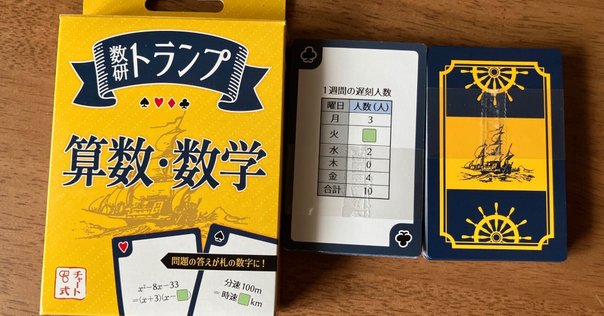 数研トランプ
算数・数学
問題の答えが札の数字に！
x²−8x−33
=(x+3)(x−□)
分速100m
=時速□km
チャート式
1週間の遅刻人数
曜日 人数(人)
月 3
火 □
水 2
木 0
金 4
合計 10